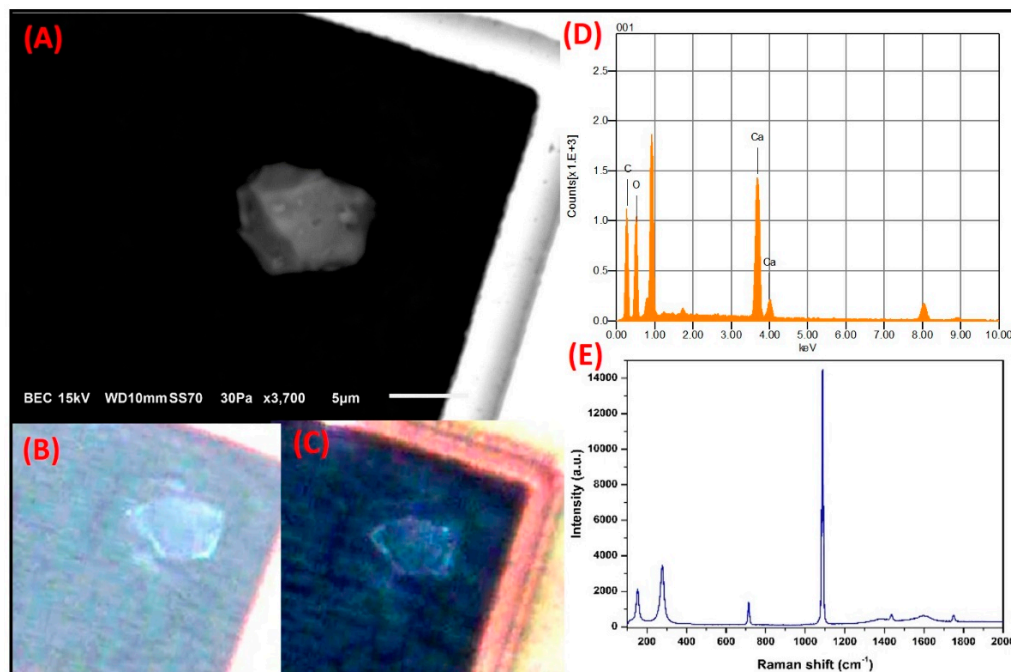 (A)
BEC 15kV WD10mm SS70 30Pa x3,700 5µm
(B)
(C)
(D)
001
Counts[x1.E+3]
2.5
2.0
1.5
1.0
0.5
0.0
C
O
Ca
Ca
0.00 1.00 2.00 3.00 4.00 5.00 6.00 7.00 8.00 9.00 10.00
keV
(E)
Intensity (a.u.)
14000
12000
10000
8000
6000
4000
2000
0
200 400 600 800 1000 1200 1400 1600 1800 2000
Raman shift (cm⁻¹)